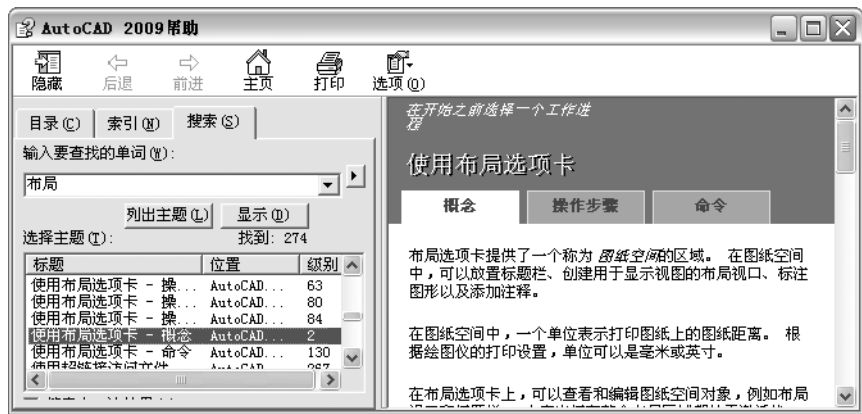 AutoCAD 2009帮助
隐藏 后退 前进 主页 打印 选项(O)
目录(C) 索引(N) 搜索(S)
输入要查找的单词(W):
布局
列出主题(L) 显示(D)
选择主题(T): 找到: 274
标题 位置 级别
使用布局选项卡 - 操... AutoCAD... 63
使用布局选项卡 - 操... AutoCAD... 80
使用布局选项卡 - 操... AutoCAD... 84
使用布局选项卡 - 概念 AutoCAD... 2
使用布局选项卡 - 命令 AutoCAD... 130
使用超链接访问文件 AutoCAD... 267
在开始之前选择一个工作进
程
使用布局选项卡
概念 操作步骤 命令
布局选项卡提供了一个称为 图纸空间的区域。 在图纸空间
中，可以放置标题栏、创建用于显示视图的布局视口、标注
图形以及添加注释。
在图纸空间中，一个单位表示打印图纸上的图纸距离。 根
据绘图仪的打印设置，单位可以是毫米或英寸。
在布局选项卡上，可以查看和编辑图纸空间对象，例如布局